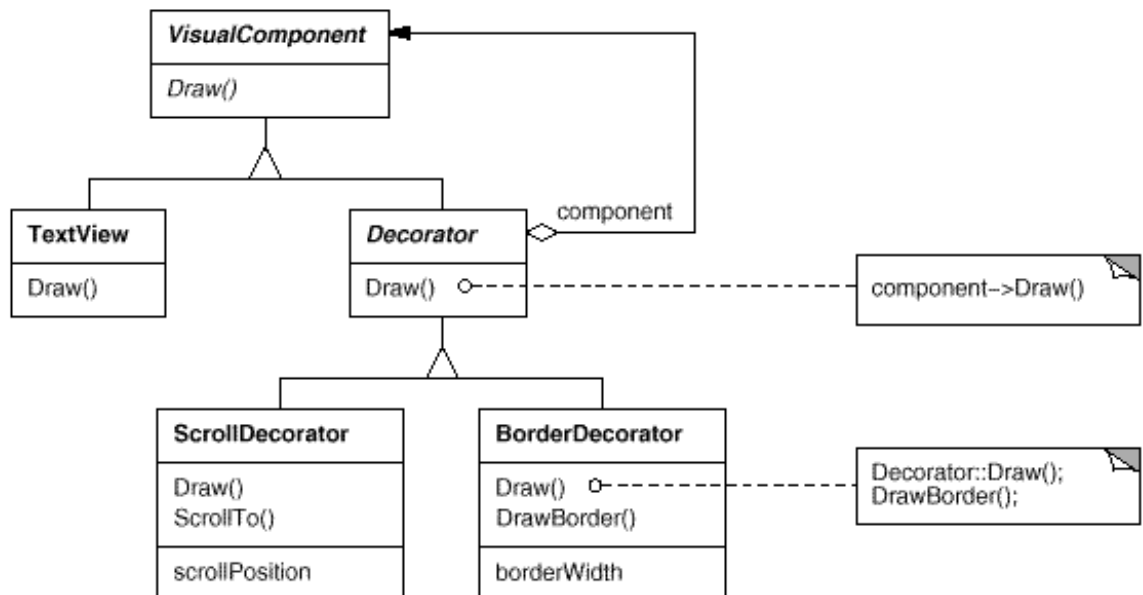 VisualComponent
Draw()
component
TextView
Draw()
Decorator
Draw()
component->Draw()
ScrollDecorator
Draw()
ScrollTo()
scrollPosition
BorderDecorator
Draw()
DrawBorder()
borderWidth
Decorator::Draw();
DrawBorder();